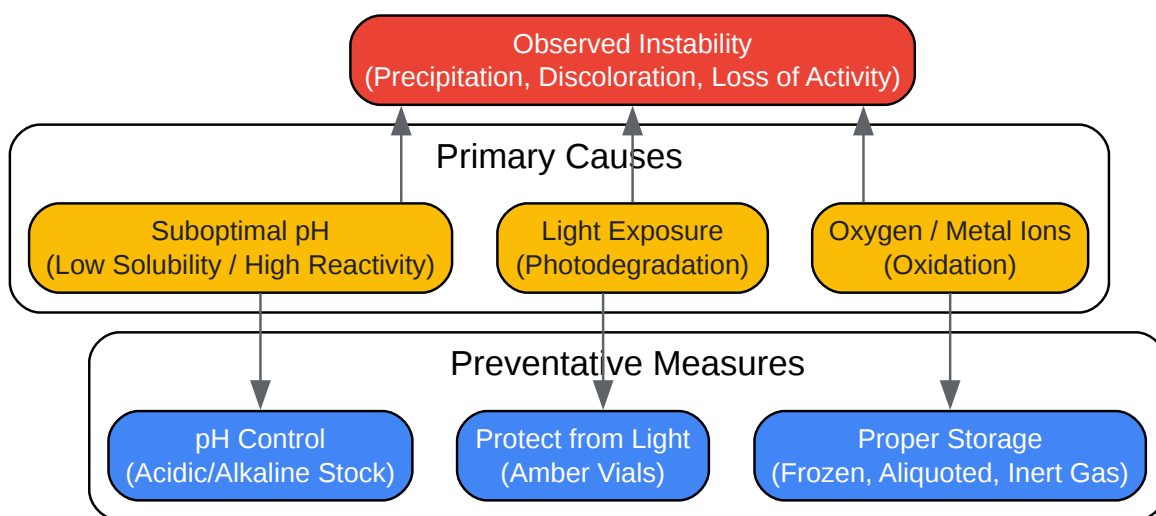 Observed Instability
(Precipitation, Discoloration, Loss of Activity)
Primary Causes
Suboptimal pH
(Low Solubility / High Reactivity)
Light Exposure
(Photodegradation)
Oxygen / Metal Ions
(Oxidation)
Preventative Measures
pH Control
(Acidic/Alkaline Stock)
Protect from Light
(Amber Vials)
Proper Storage
(Frozen, Aliquoted, Inert Gas)